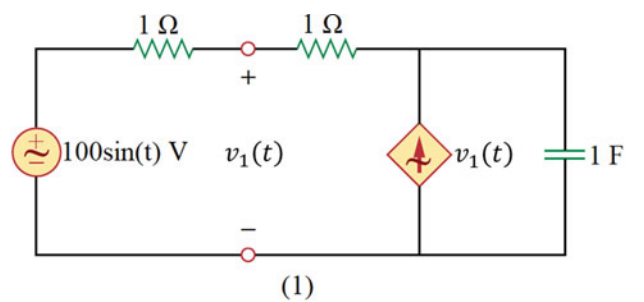 1 Ω 1 Ω
+
100sin(t) V v₁(t) v₁(t) 1 F
−
(1)